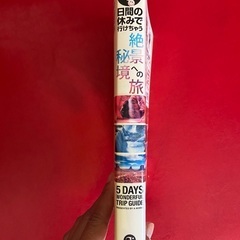 日間の
休みで
行けちゃう
絶景
秘境
への旅
5 DAYS
WONDERFUL
TRIP GUIDE